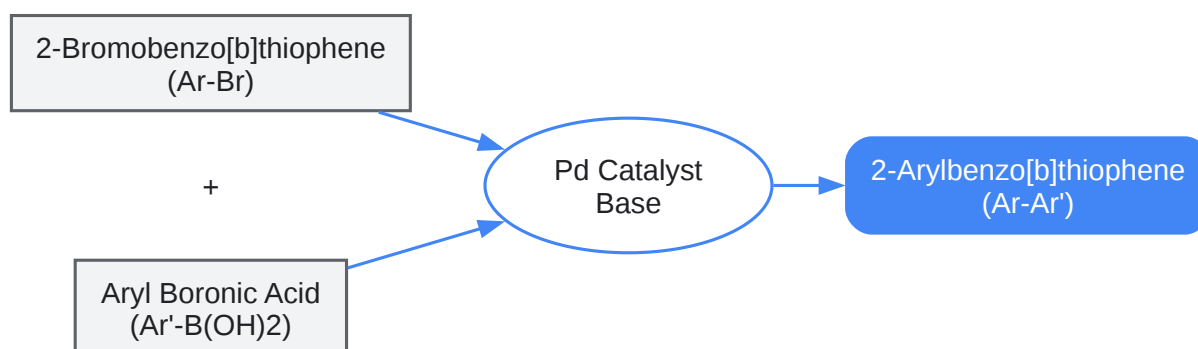 2-Bromobenzo[b]thiophene
(Ar-Br)
+
Aryl Boronic Acid
(Ar'-B(OH)2)
Pd Catalyst
Base
2-Arylbenzo[b]thiophene
(Ar-Ar')